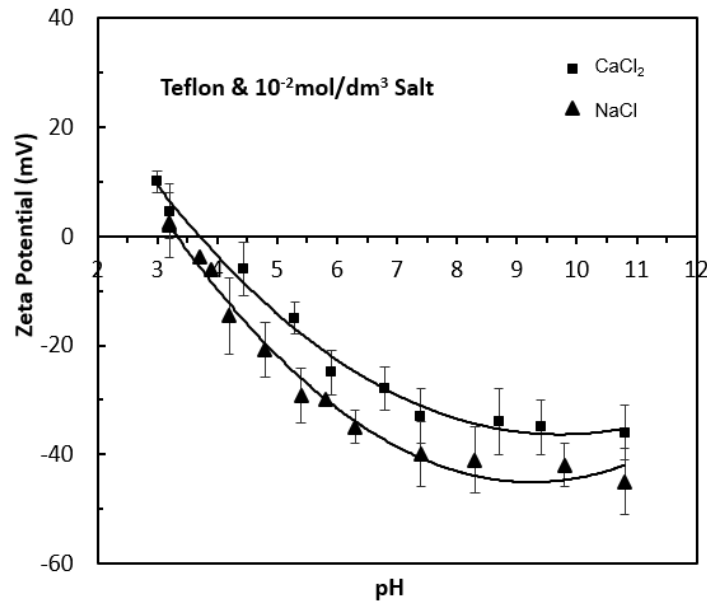 40
CaCl₂
Teflon & 10⁻²mol/dm³ Salt
NaCl
20
0
2 3 4 5 6 7 8 9 10 11 12
-20
-40
-60
Zeta Potential (mV)
pH